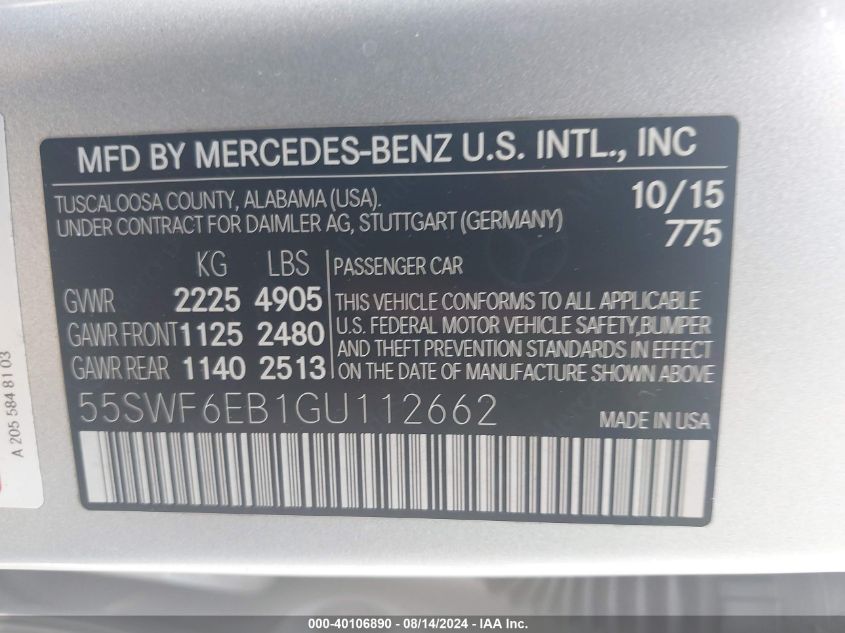 MFD BY MERCEDES-BENZ U.S. INTL., INC
TUSCALOOSA COUNTY, ALABAMA (USA).
UNDER CONTRACT FOR DAIMLER AG, STUTTGART (GERMANY)
10/15
775
KG LBS
GVWR 2225 4905
GAWR FRONT 1125 2480
GAWR REAR 1140 2513
PASSENGER CAR
THIS VEHICLE CONFORMS TO ALL APPLICABLE
U.S. FEDERAL MOTOR VEHICLE SAFETY,BUMPER
AND THEFT PREVENTION STANDARDS IN EFFECT
ON THE DATE OF MANUFACTURE SHOWN ABOVE
55SWF6EB1GU112662
MADE IN USA
A 205 584 81 03
000-40106890 - 08/14/2024 - IAA Inc.